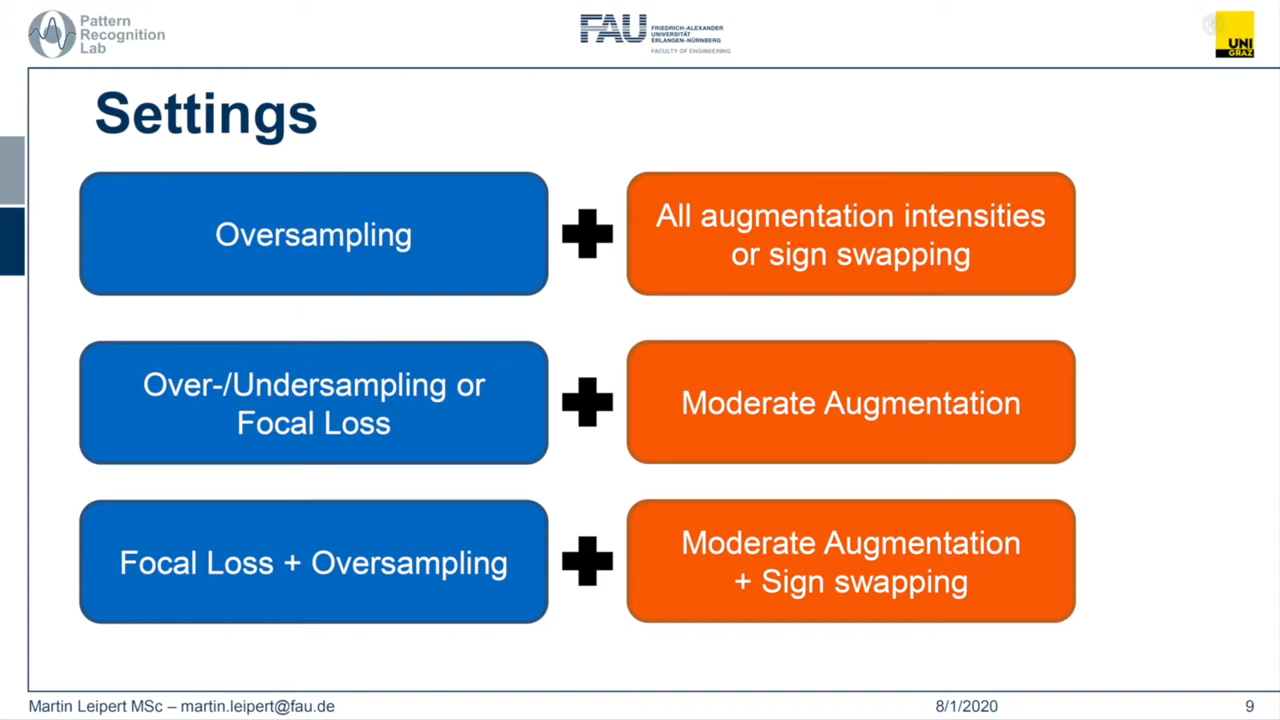 Pattern
Recognition
Lab
FAU
FRIEDRICH-ALEXANDER
UNIVERSITÄT
ERLANGEN-NÜRNBERG
FACULTY OF ENGINEERING
UNI
GRAZ
Settings
Oversampling
All augmentation intensities
or sign swapping
Over-/Undersampling or
Focal Loss
Moderate Augmentation
Focal Loss + Oversampling
Moderate Augmentation
+ Sign swapping
Martin Leipert MSc – martin.leipert@fau.de
8/1/2020
9